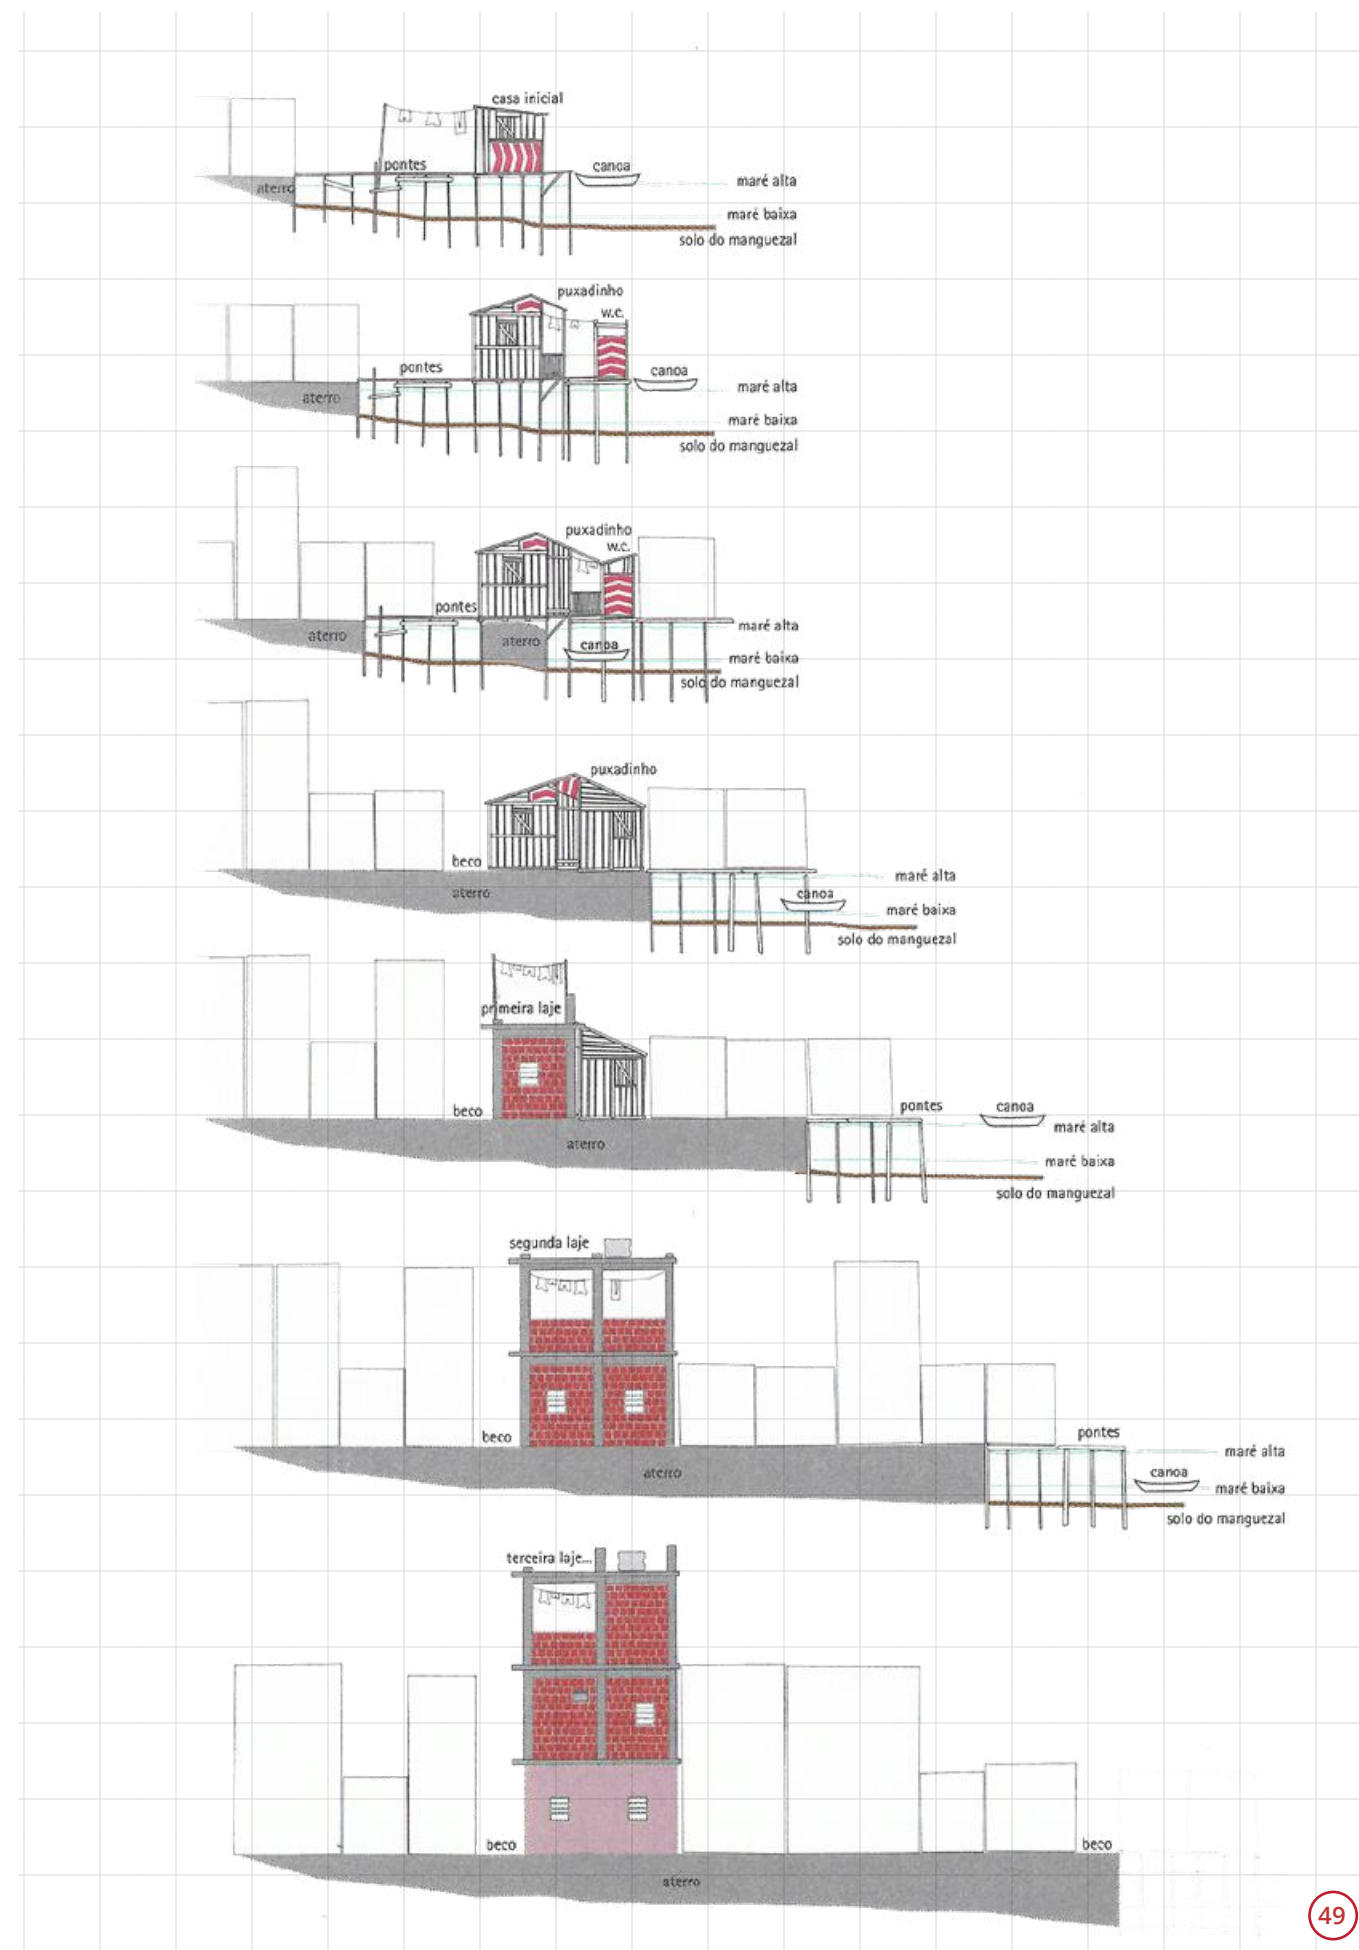 casa inicial
pontes
canoa
aterro
maré alta
maré baixa
solo do manguezal
puxadinho
w.c.
pontes
canoa
aterro
maré alta
maré baixa
solo do manguezal
puxadinho
w.c.
pontes
aterro
aterro
canoa
maré alta
maré baixa
solo do manguezal
puxadinho
beco
aterro
canoa
maré alta
maré baixa
solo do manguezal
primeira laje
beco
aterro
pontes
canoa
maré alta
maré baixa
solo do manguezal
segunda laje
beco
aterro
pontes
canoa
maré alta
maré baixa
solo do manguezal
terceira laje...
beco
beco
aterro
49